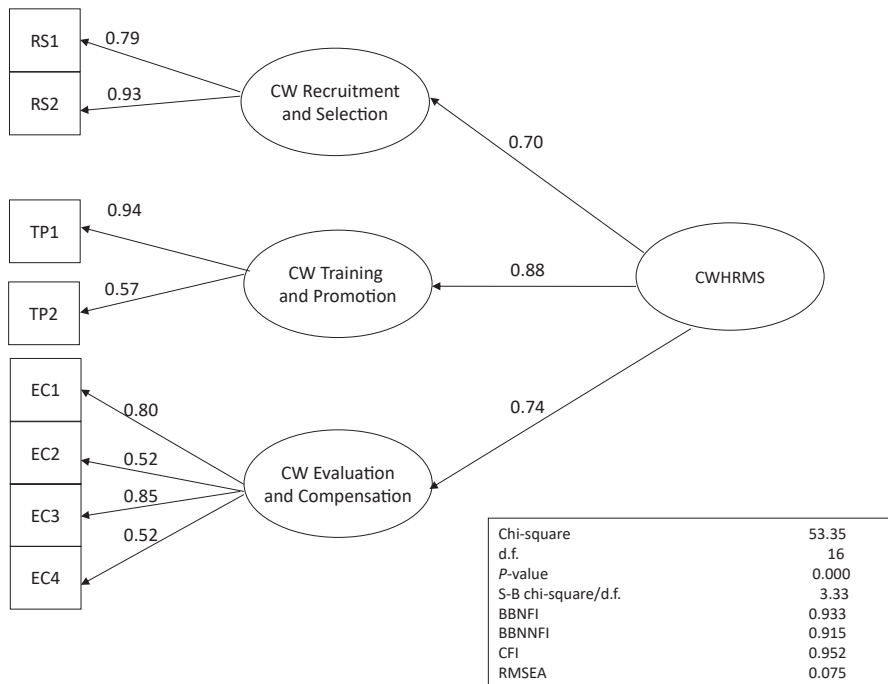 RS1
0.79
RS2
0.93
CW Recruitment
and Selection
0.70
TP1
0.94
TP2
0.57
CW Training
and Promotion
0.88
CWHRMS
EC1
0.80
EC2
0.52
EC3
0.85
EC4
0.52
CW Evaluation
and Compensation
0.74
Chi-square 53.35
d.f. 16
P-value 0.000
S-B chi-square/d.f. 3.33
BBNFI 0.933
BBNNFI 0.915
CFI 0.952
RMSEA 0.075